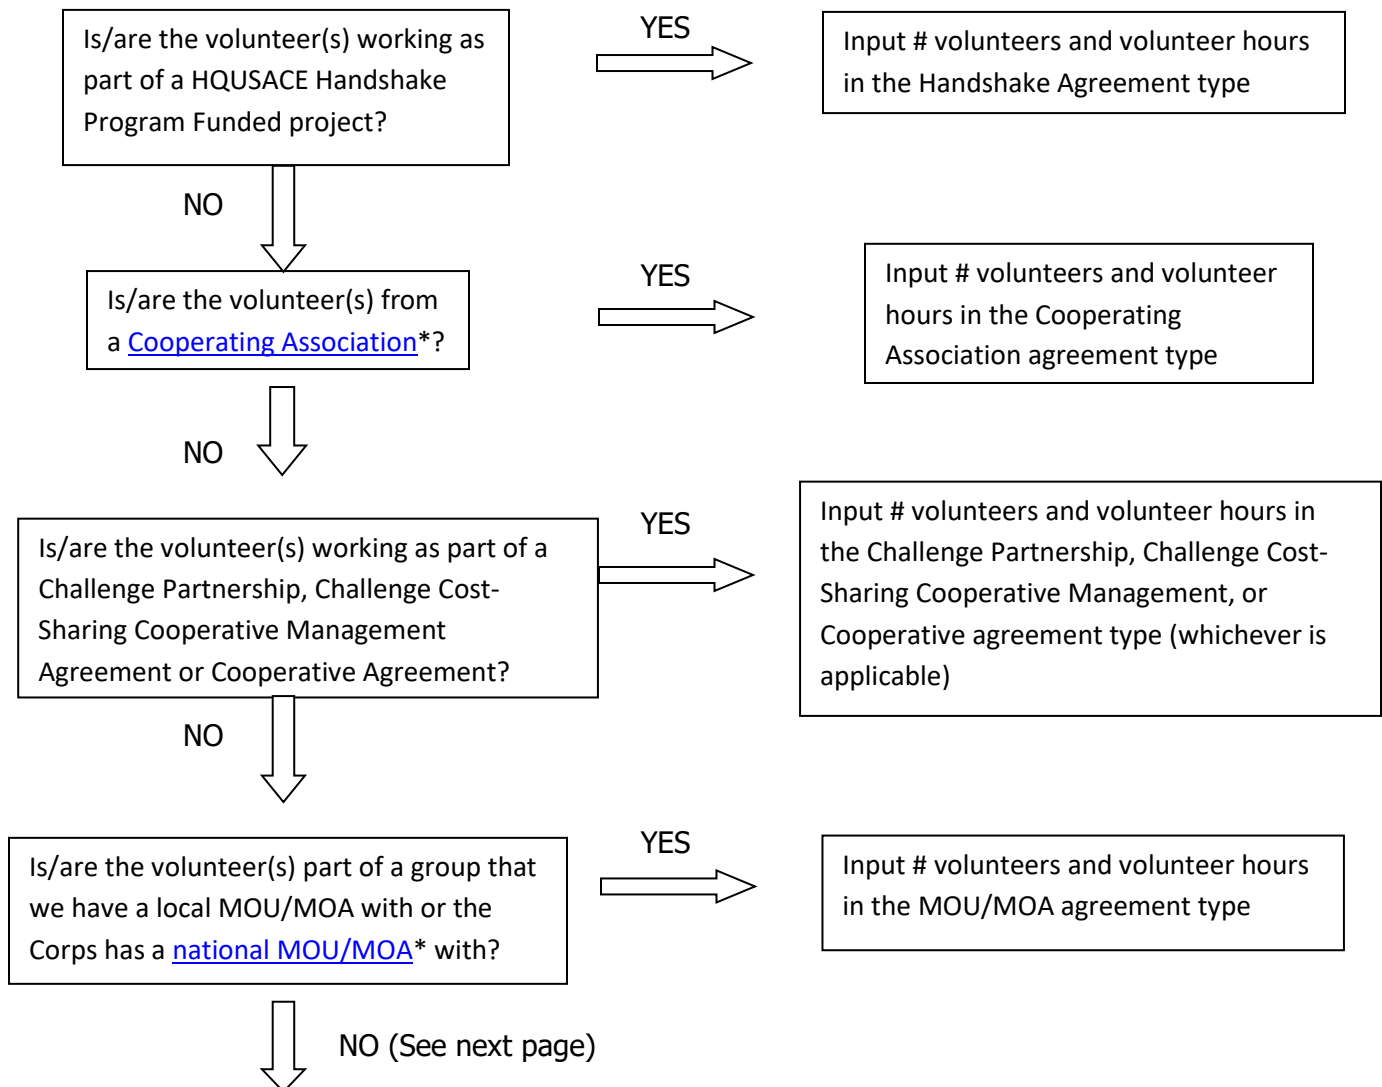 Is/are the volunteer(s) working as
part of a HQUSACE Handshake
Program Funded project?
YES
Input # volunteers and volunteer hours
in the Handshake Agreement type
NO
Is/are the volunteer(s) from
a Cooperating Association*?
YES
Input # volunteers and volunteer
hours in the Cooperating
Association agreement type
NO
Is/are the volunteer(s) working as part of a
Challenge Partnership, Challenge Cost-
Sharing Cooperative Management
Agreement or Cooperative Agreement?
YES
Input # volunteers and volunteer hours in
the Challenge Partnership, Challenge Cost-
Sharing Cooperative Management, or
Cooperative agreement type (whichever is
applicable)
NO
Is/are the volunteer(s) part of a group that
we have a local MOU/MOA with or the
Corps has a national MOU/MOA* with?
YES
Input # volunteers and volunteer hours
in the MOU/MOA agreement type
NO (See next page)